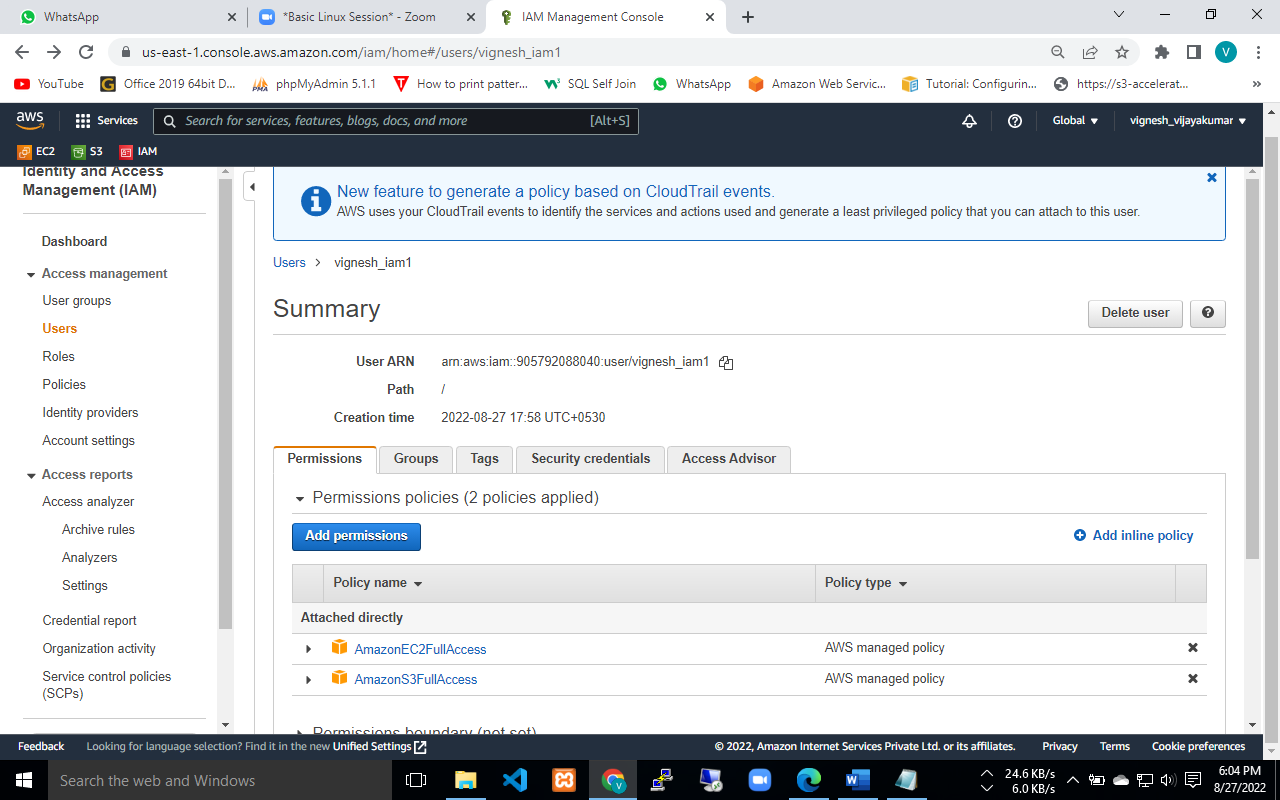 WhatsApp
*Basic Linux Session* - Zoom
IAM Management Console
us-east-1.console.aws.amazon.com/iam/home#/users/vignesh_iam1
V
YouTube
Office 2019 64bit D...
phpMyAdmin 5.1.1
How to print patter...
SQL Self Join
WhatsApp
Amazon Web Servic...
Tutorial: Configurin...
https://s3-accelerat...
aws
Services
Search for services, features, blogs, docs, and more
[Alt+S]
Global
vignesh_vijayakumar
EC2
S3
IAM
Identity and Access
Management (IAM)
Dashboard
Access management
User groups
Users
Roles
Policies
Identity providers
Account settings
Access reports
Access analyzer
Archive rules
Analyzers
Settings
Credential report
Organization activity
Service control policies
(SCPs)
New feature to generate a policy based on CloudTrail events.
AWS uses your CloudTrail events to identify the services and actions used and generate a least privileged policy that you can attach to this user.
Users > vignesh_iam1
Summary
Delete user
User ARN arn:aws:iam::905792088040:user/vignesh_iam1
Path /
Creation time 2022-08-27 17:58 UTC+0530
Permissions
Groups
Tags
Security credentials
Access Advisor
Permissions policies (2 policies applied)
Add permissions
Add inline policy
Policy name
Policy type
Attached directly
AmazonEC2FullAccess AWS managed policy
AmazonS3FullAccess AWS managed policy
Permissions boundary (not set)
Feedback
Looking for language selection? Find it in the new Unified Settings
© 2022, Amazon Internet Services Private Ltd. or its affiliates.
Privacy
Terms
Cookie preferences
Search the web and Windows
24.6 KB/s
6.0 KB/s
6:04 PM
8/27/2022